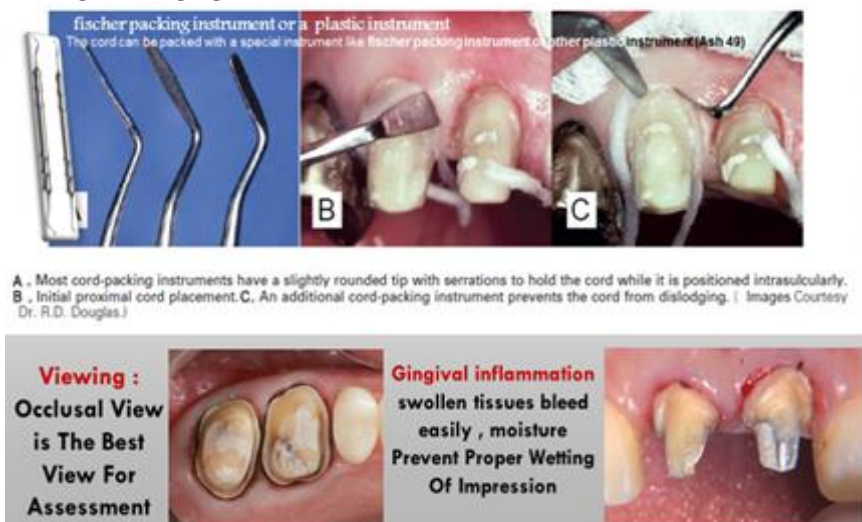 fischer packing instrument or a plastic instrument
The cord can be packed with a special instrument like fischer packing instrument or other plastic instrument (Ash 49)
B
C
A . Most cord-packing instruments have a slightly rounded tip with serrations to hold the cord while it is positioned intrasulcularly.
B . Initial proximal cord placement. C. An additional cord-packing instrument prevents the cord from dislodging. ( Images Courtesy
Dr. R.D. Douglas.)
Viewing :
Occlusal View
is The Best
View For
Assessment
Gingival inflammation
swollen tissues bleed
easily , moisture
Prevent Proper Wetting
Of Impression